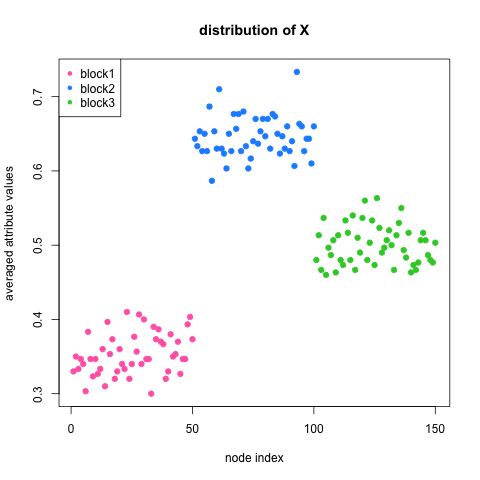 distribution of X
block1
block2
block3
averaged attribute values
0.7
0.6
0.5
0.4
0.3
0 50 100 150
node index